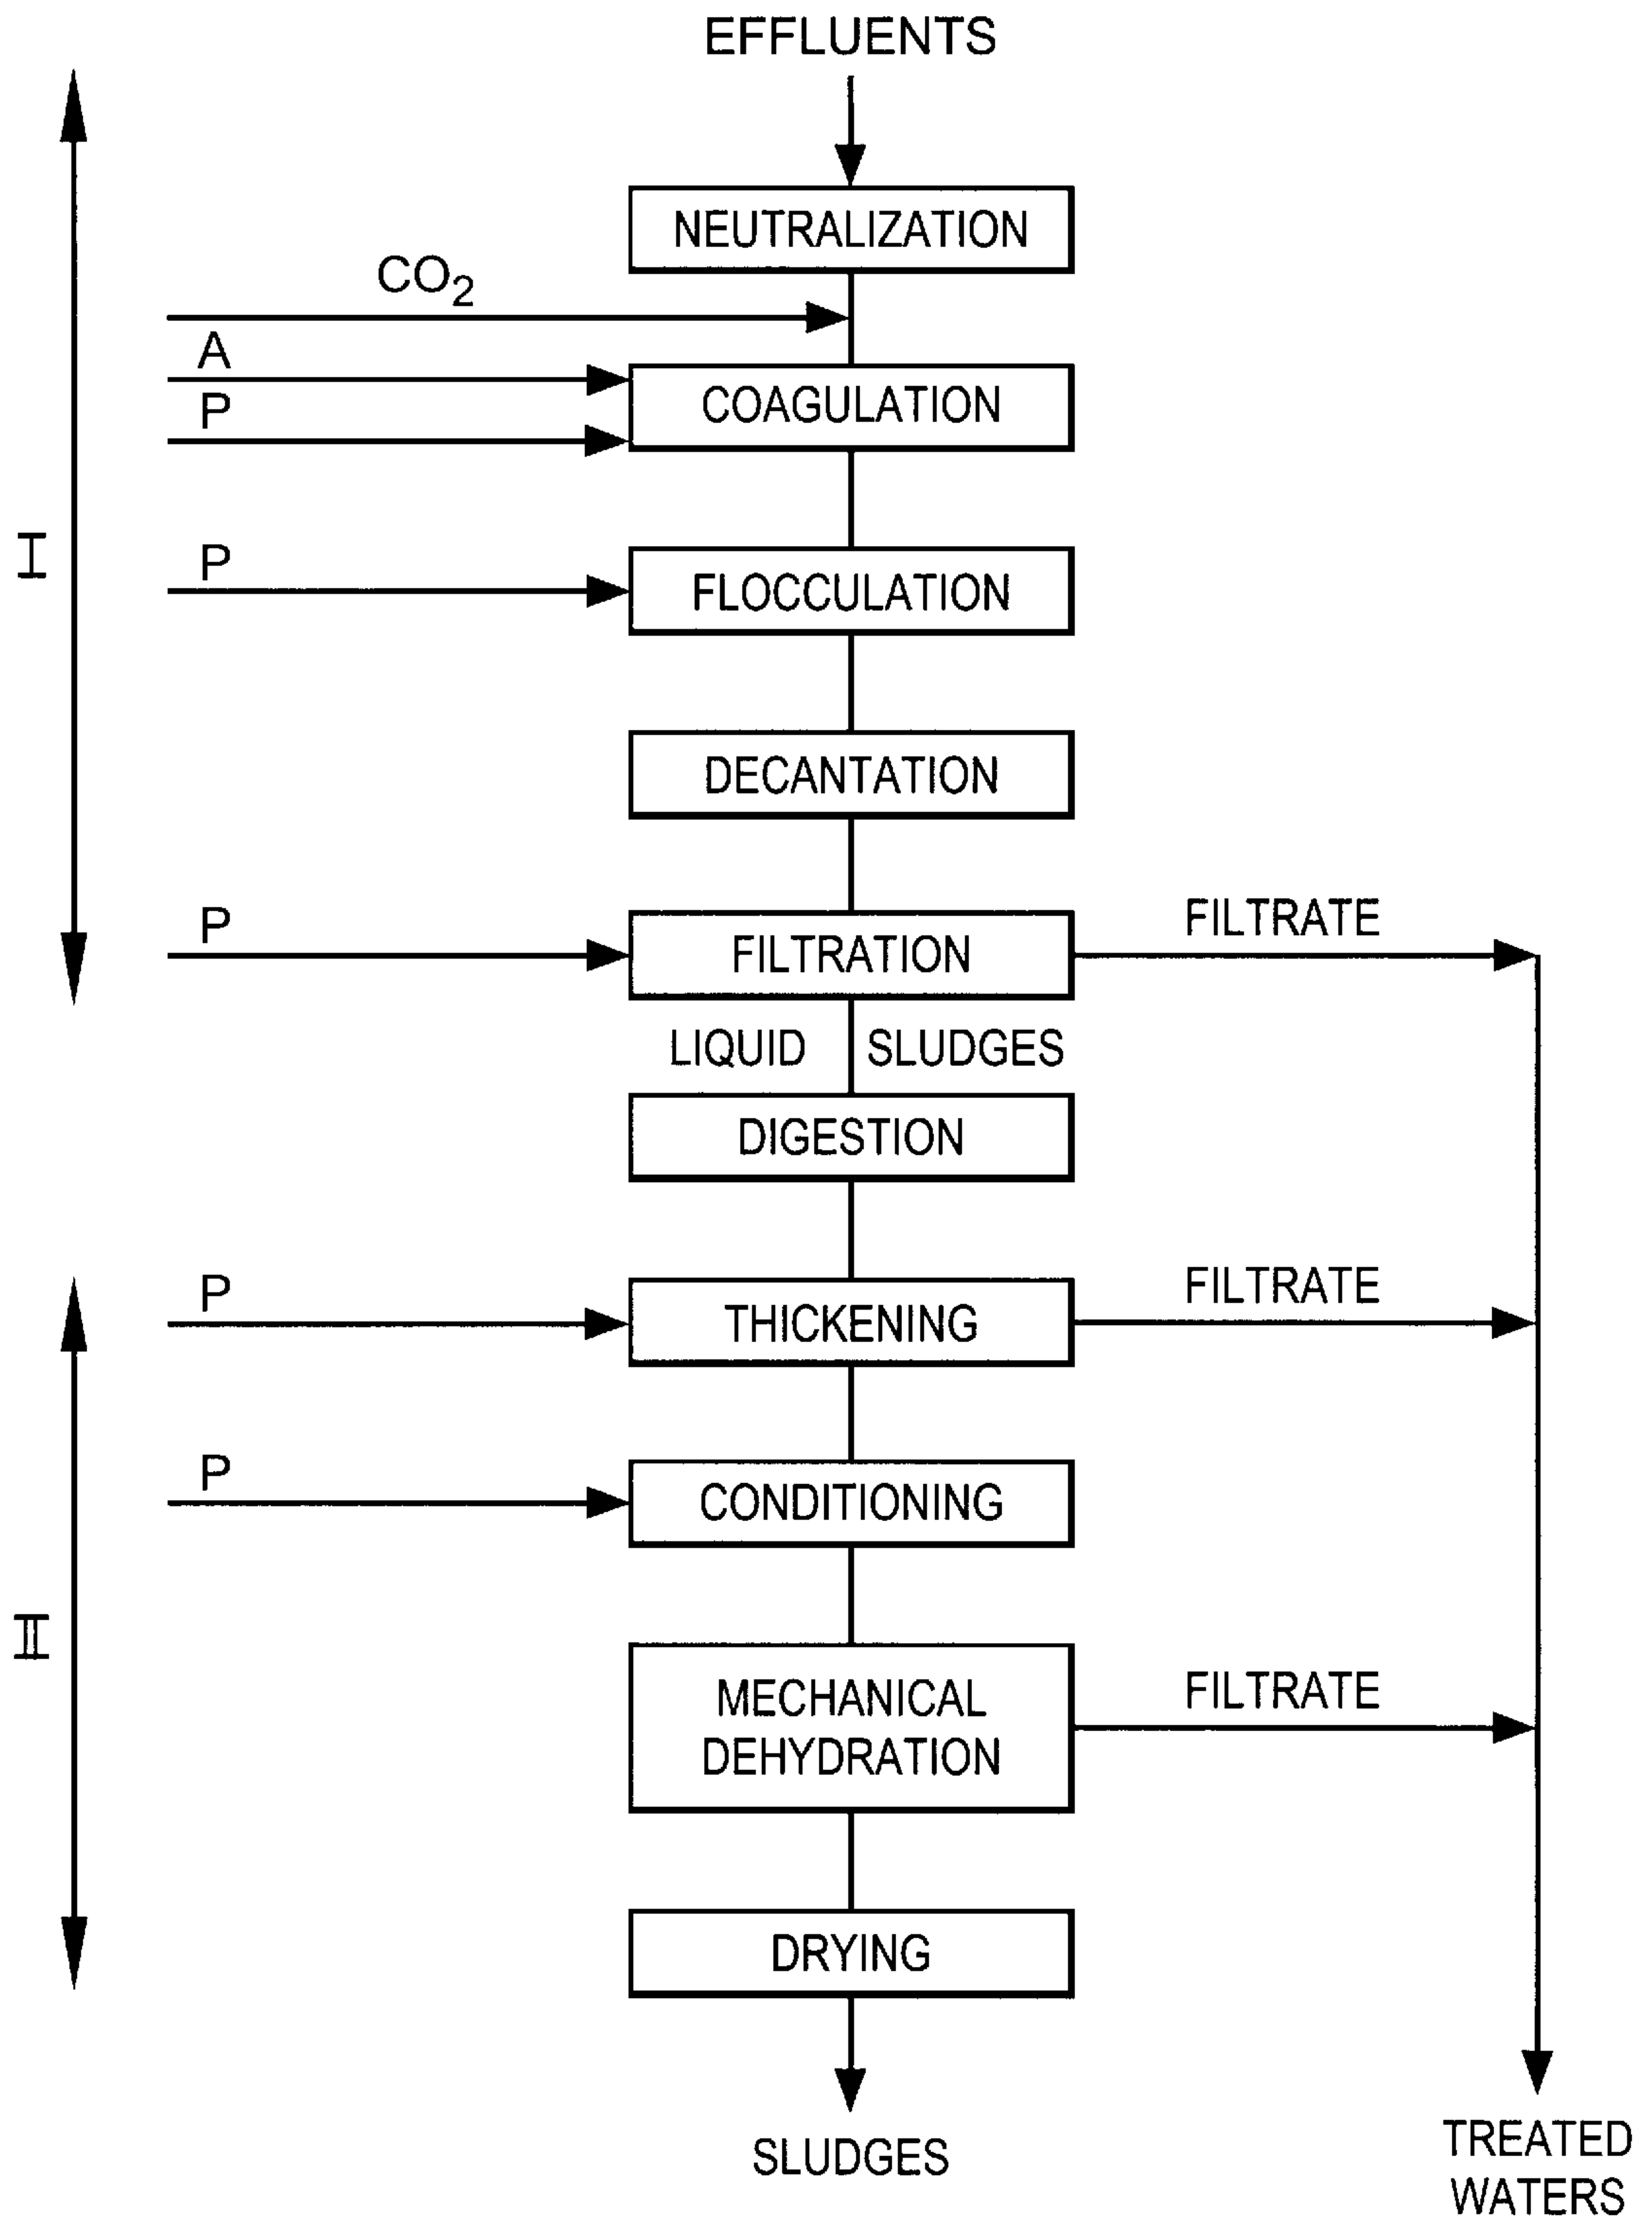 EFFLUENTS
NEUTRALIZATION
CO₂
A
P
COAGULATION
I
P
FLOCCULATION
DECANTATION
P
FILTRATION
FILTRATE
LIQUID SLUDGES
DIGESTION
P
THICKENING
FILTRATE
P
CONDITIONING
II
MECHANICAL
DEHYDRATION
FILTRATE
DRYING
SLUDGES
TREATED
WATERS